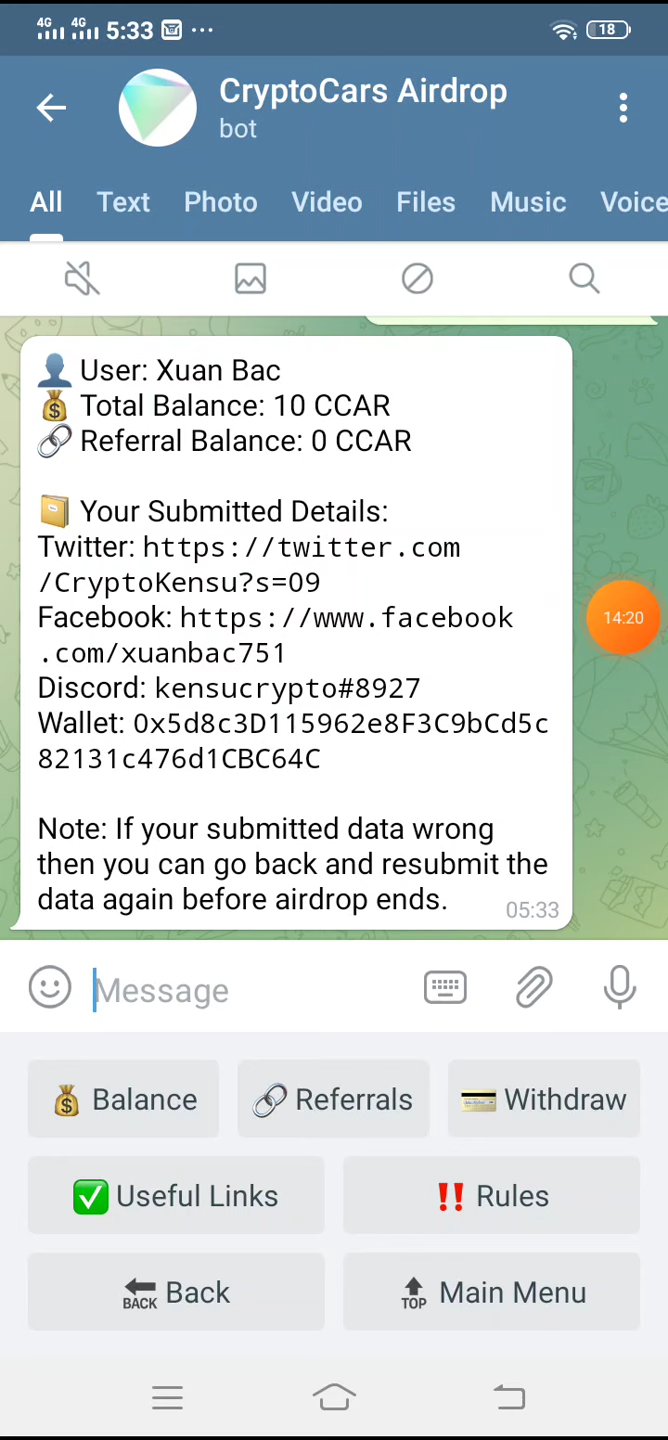 4G 4G 5:33 ... 18
CryptoCars Airdrop
bot
All Text Photo Video Files Music Voice
User: Xuan Bac
Total Balance: 10 CCAR
Referral Balance: 0 CCAR
Your Submitted Details:
Twitter: https://twitter.com
/CryptoKensu?s=09
Facebook: https://www.facebook
.com/xuanbac751
14:20
Discord: kensucrypto#8927
Wallet: 0x5d8c3D115962e8F3C9bCd5c
82131c476d1CBC64C
Note: If your submitted data wrong
then you can go back and resubmit the
data again before airdrop ends.
05:33
Message
Balance Referrals Withdraw
Useful Links ‼ Rules
BACK Back TOP Main Menu